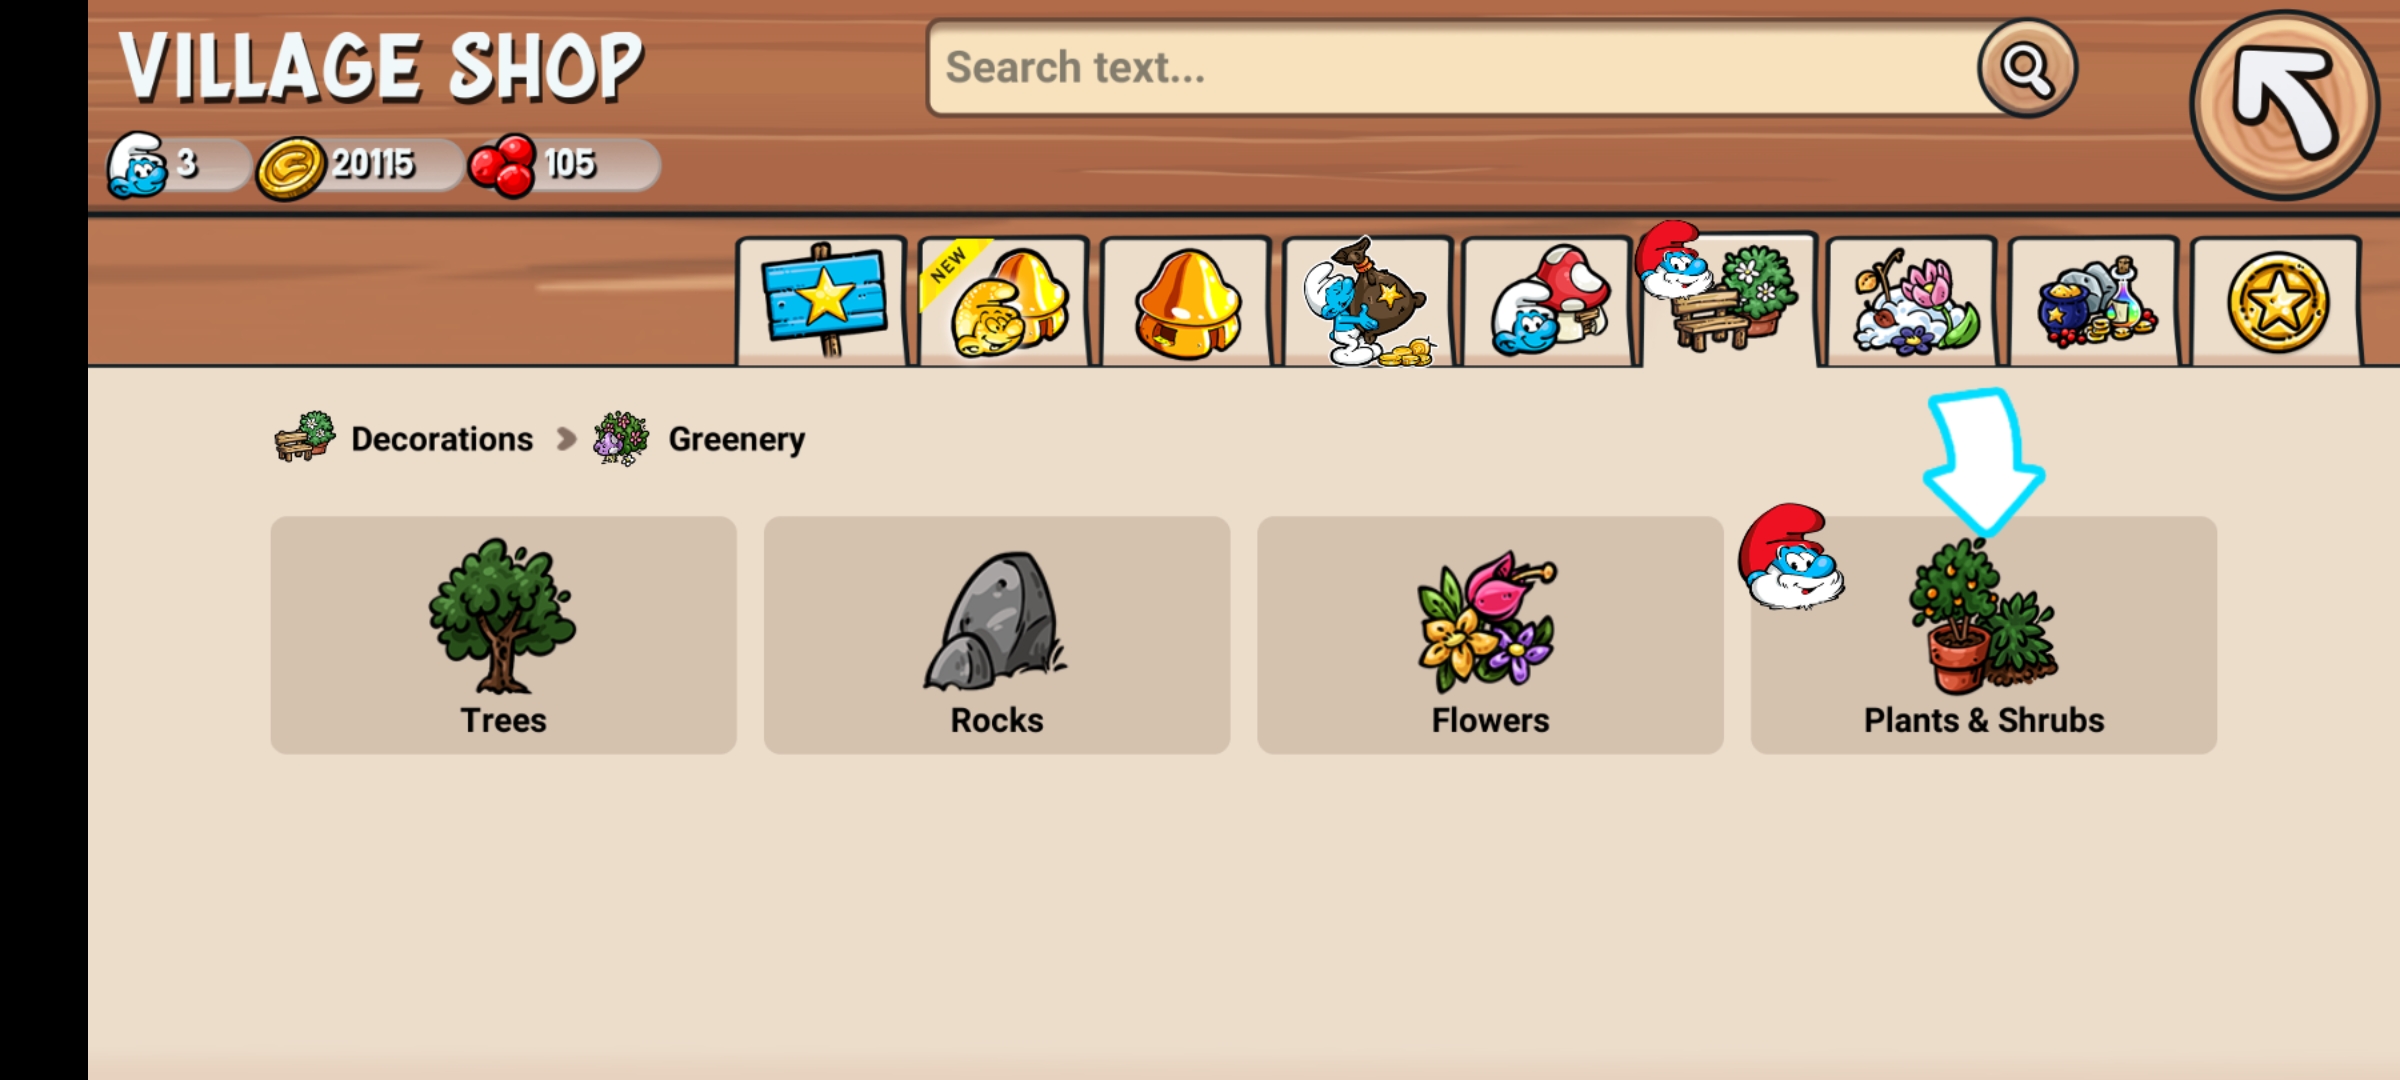 VILLAGE SHOP
Search text...
3 20115 105
NEW
Decorations Greenery
Trees Rocks Flowers Plants & Shrubs